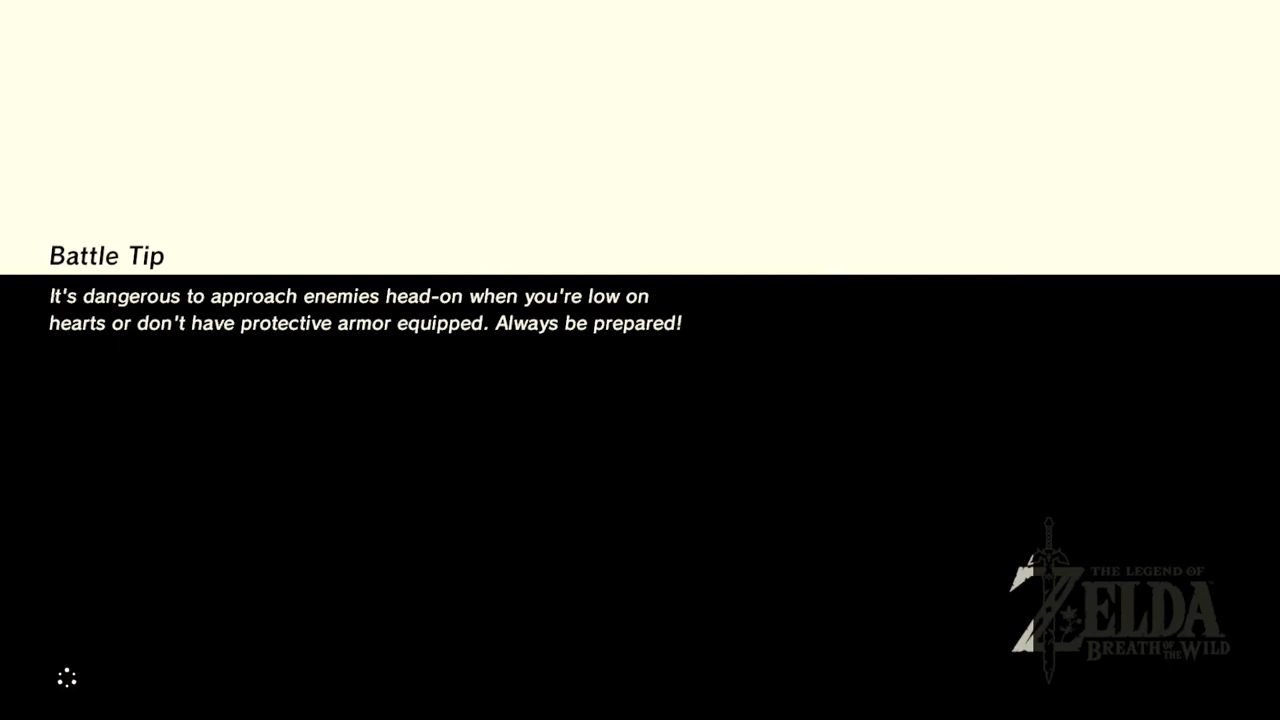 Battle Tip
It's dangerous to approach enemies head-on when you're low on
hearts or don't have protective armor equipped. Always be prepared!
THE LEGEND OF
ZELDA
BREATH OF THE WILD